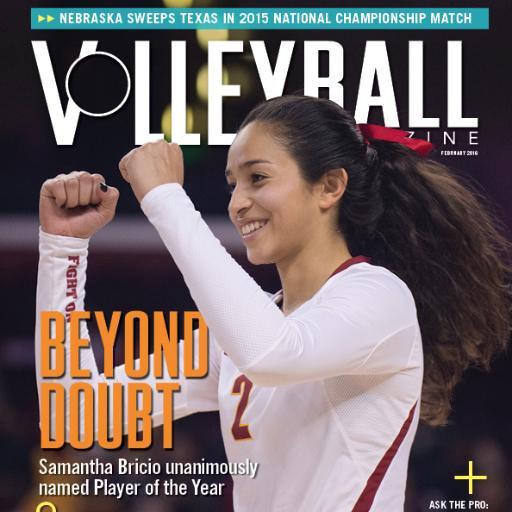 NEBRASKA SWEEPS TEXAS IN 2015 NATIONAL CHAMPIONSHIP MATCH
VOLLEYBALL
ZINE
FEBRUARY 2016
FIGHT ON
BEYOND
DOUBT
2
Samantha Bricio unanimously
named Player of the Year
+
ASK THE PRO: